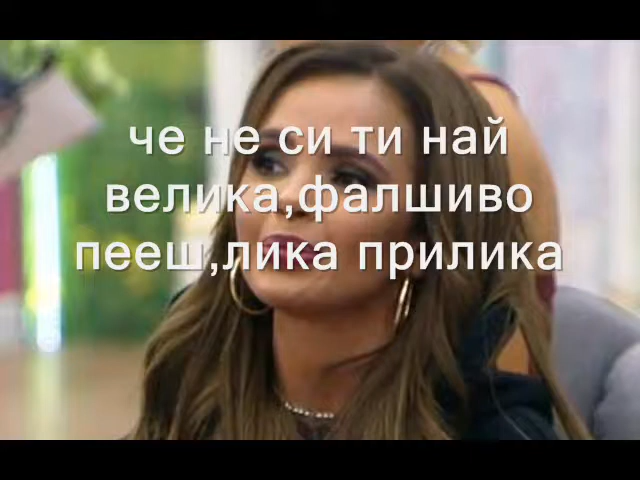 че не си ти най
велика,фалшиво
пееш,лика прилика